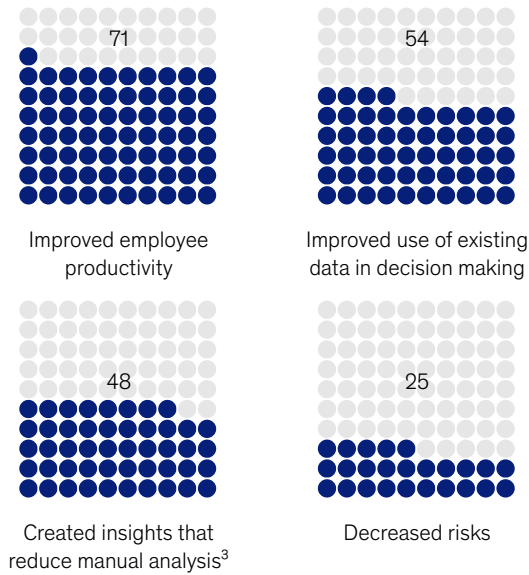 71
54
Improved employee
productivity
Improved use of existing
data in decision making
48
25
Created insights that
reduce manual analysis³
Decreased risks